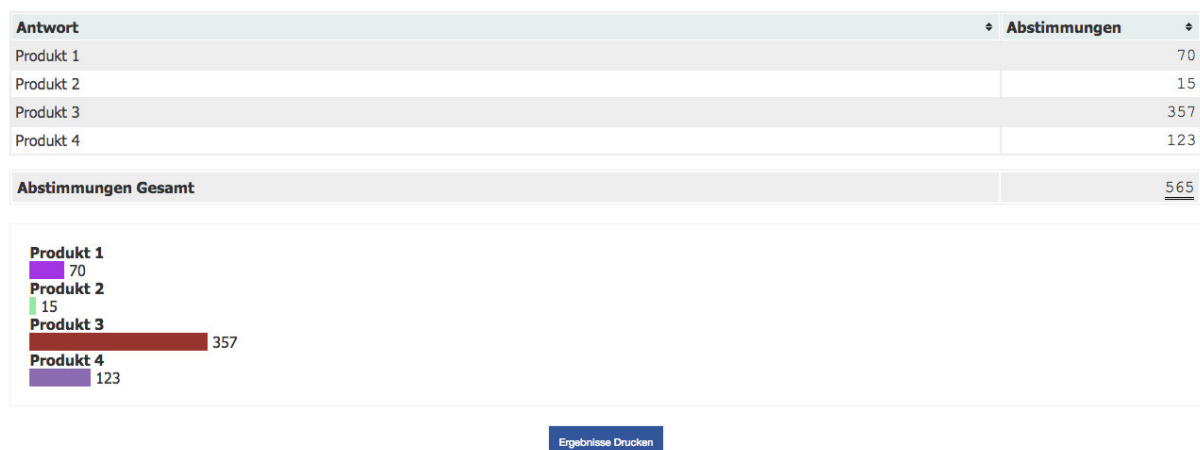 Antwort Abstimmungen
Produkt 1 70
Produkt 2 15
Produkt 3 357
Produkt 4 123
Abstimmungen Gesamt 565
Produkt 1
70
Produkt 2
15
Produkt 3
357
Produkt 4
123
Ergebnisse Drucken